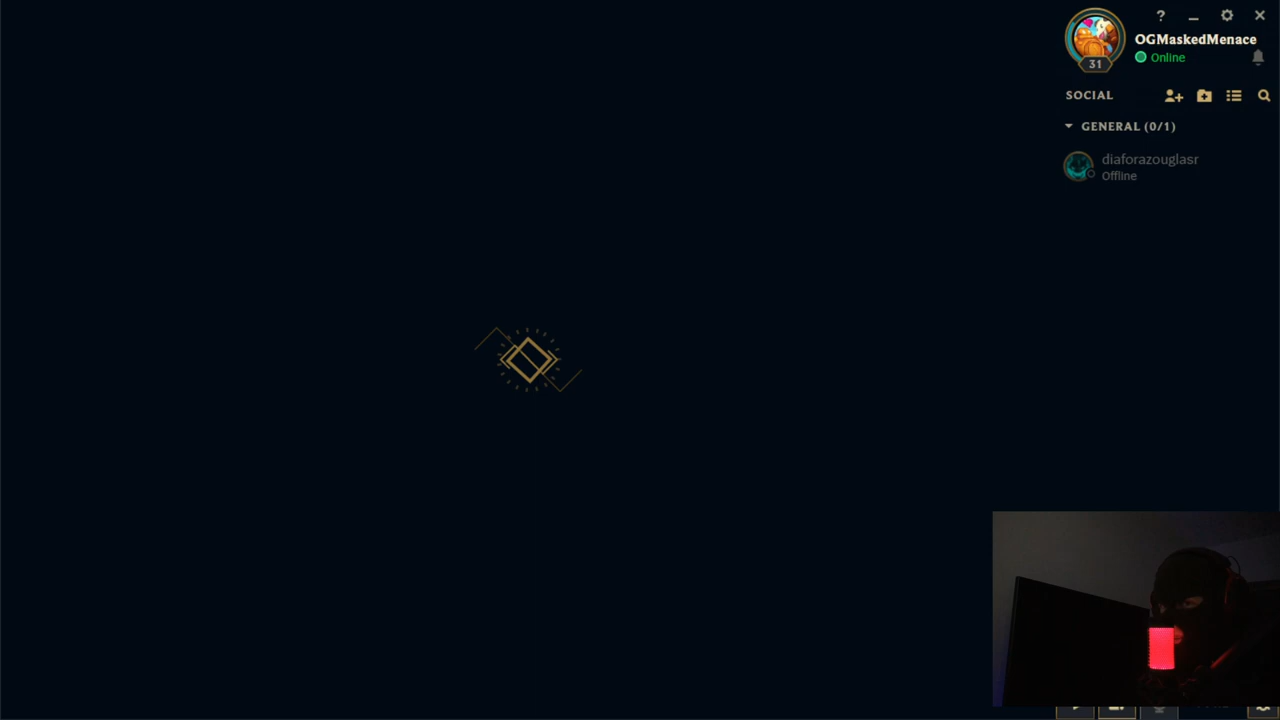 ?
OGMaskedMenace
31
Online
SOCIAL
GENERAL (0/1)
diaforazouglasr
Offline